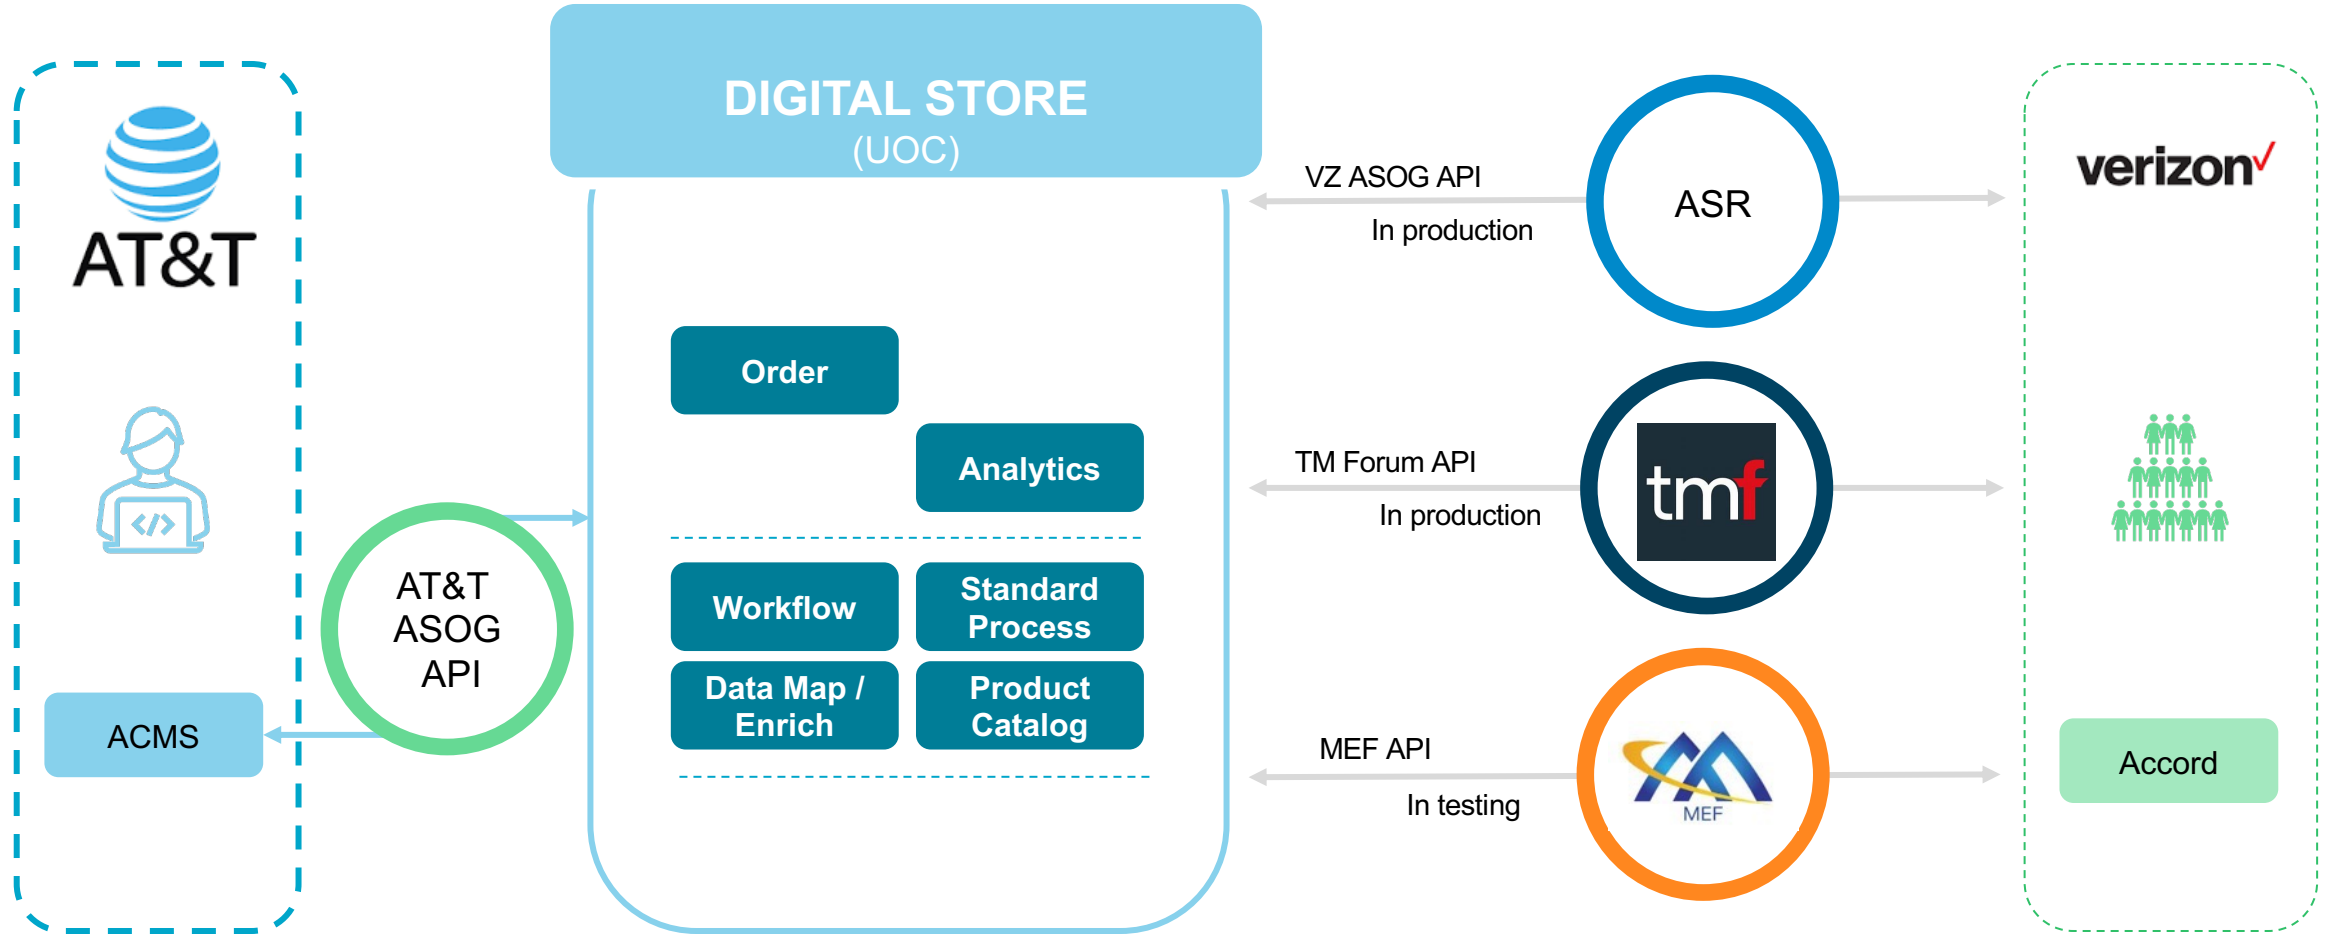 AT&T
</>
ACMS
AT&T
ASOG
API
DIGITAL STORE
(UOC)
Order
Analytics
Workflow
Standard
Process
Data Map /
Enrich
Product
Catalog
VZ ASOG API
In production
ASR
TM Forum API
In production
tmf
MEF API
In testing
MEF
verizon
Accord